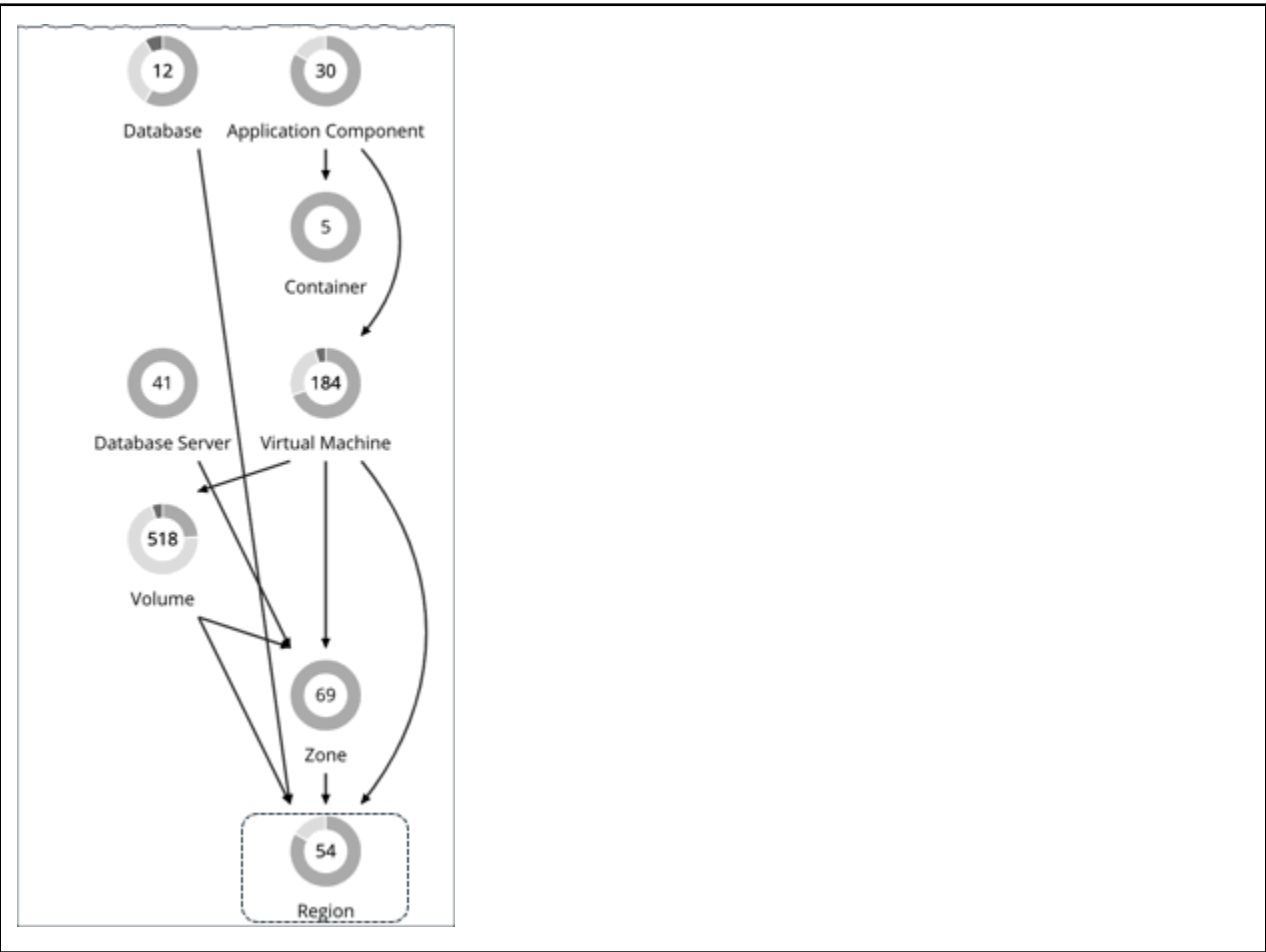 12 30
Database Application Component
5
Container
41 184
Database Server Virtual Machine
518
Volume
69
Zone
54
Region